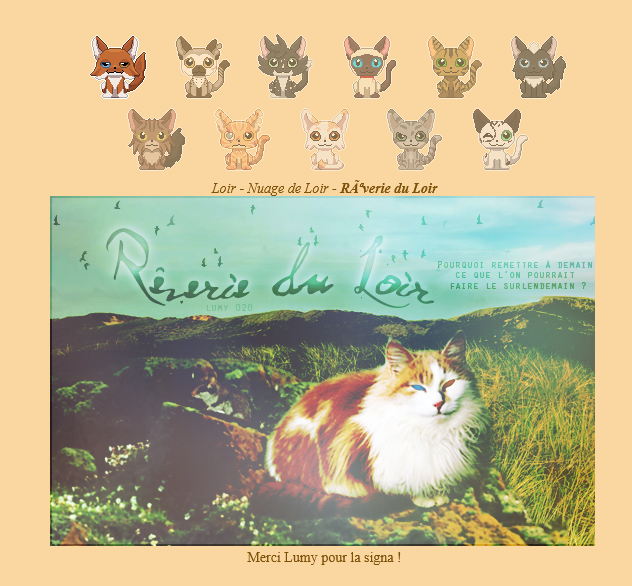 Loir - Nuage de Loir - RÃªverie du Loir
Rêverie du Loir
LUMY 020
POURQUOI REMETTRE À DEMAIN
CE QUE L'ON POURRAIT
FAIRE LE SURLENDEMAIN ?
Merci Lumy pour la signa !